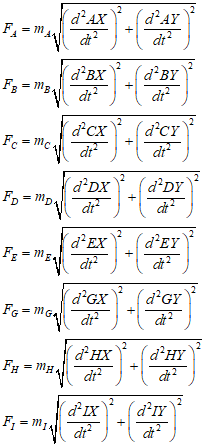 F_A = m_A √((d²AX/dt²)² + (d²AY/dt²)²)
F_B = m_B √((d²BX/dt²)² + (d²BY/dt²)²)
F_C = m_C √((d²CX/dt²)² + (d²CY/dt²)²)
F_D = m_D √((d²DX/dt²)² + (d²DY/dt²)²)
F_E = m_E √((d²EX/dt²)² + (d²EY/dt²)²)
F_G = m_G √((d²GX/dt²)² + (d²GY/dt²)²)
F_H = m_H √((d²HX/dt²)² + (d²HY/dt²)²)
F_I = m_I √((d²IX/dt²)² + (d²IY/dt²)²)